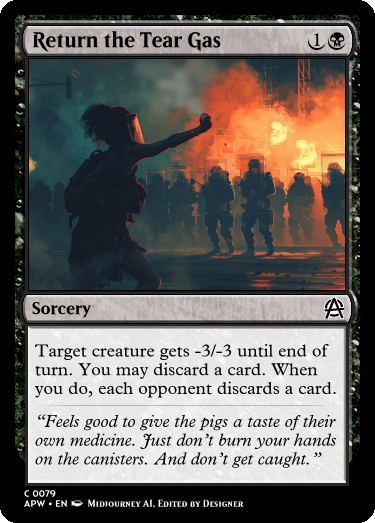 Return the Tear Gas 1
Sorcery
Target creature gets -3/-3 until end of
turn. You may discard a card. When
you do, each opponent discards a card.
“Feels good to give the pigs a taste of their
own medicine. Just don’t burn your hands
on the canisters. And don’t get caught.”
C 0079
APW • EN Midjourney AI, Edited by Designer